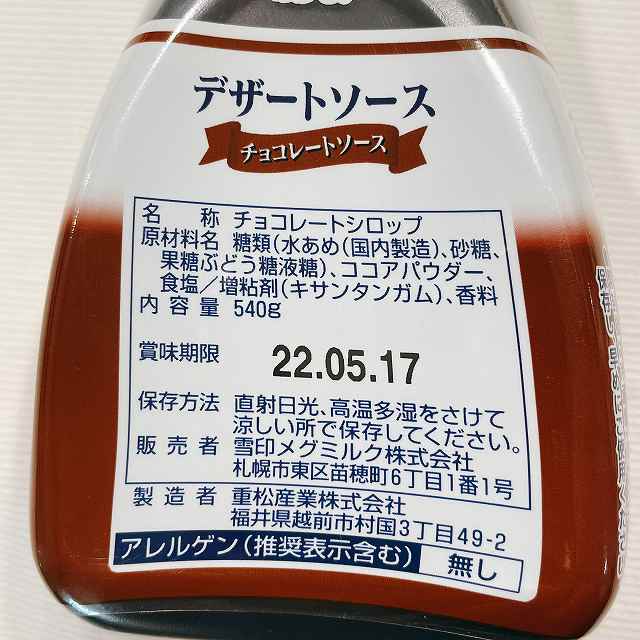 デザートソース
チョコレートソース
名 称 チョコレートシロップ
原材料名 糖類(水あめ(国内製造)、砂糖、
果糖ぶどう糖液糖)、ココアパウダー、
食塩/増粘剤(キサンタンガム)、香料
内容量 540g
賞味期限 22.05.17
保存方法 直射日光、高温多湿をさけて
涼しい所で保存してください。
販売者 雪印メグミルク株式会社
札幌市東区苗穂町6丁目1番1号
製造者 重松産業株式会社
福井県越前市村国3丁目49-2
アレルゲン(推奨表示含む) 無し